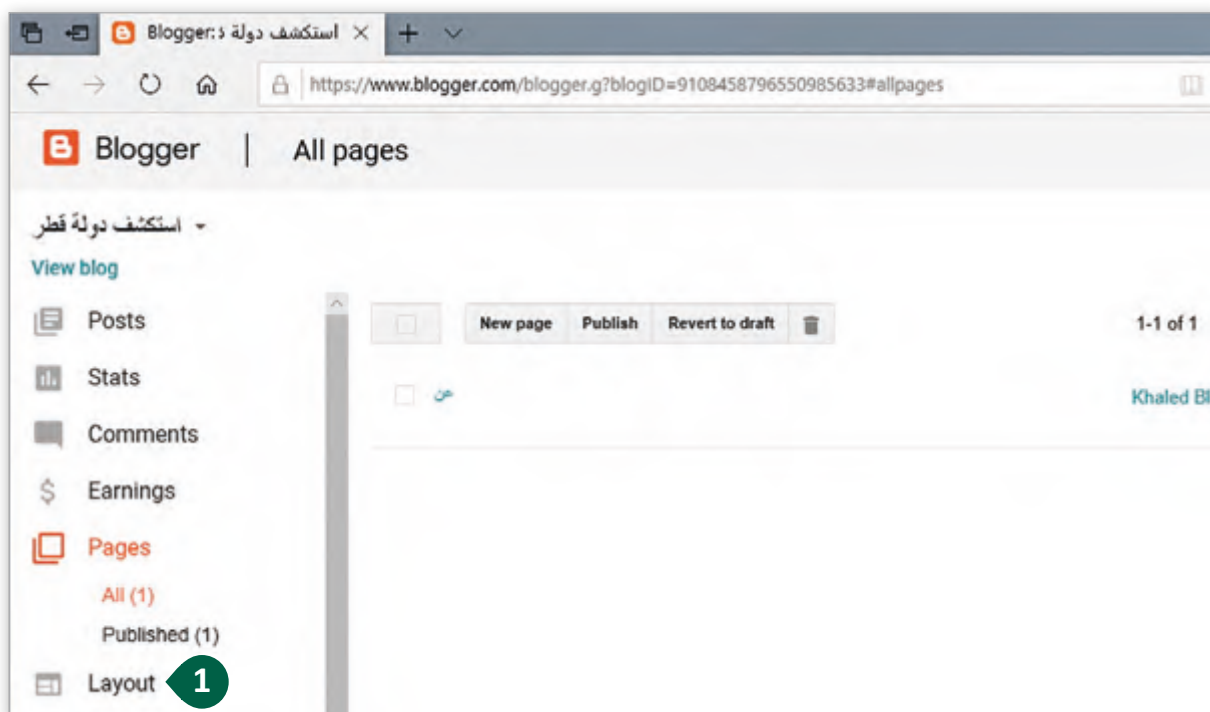 Blogger: استكشف دولة ذ
https://www.blogger.com/blogger.g?blogID=9108458796550985633#allpages
Blogger | All pages
استكشف دولة قطر
View blog
Posts
Stats
Comments
Earnings
Pages
All (1)
Published (1)
Layout 1
New page Publish Revert to draft 1-1 of 1
عن Khaled Bl